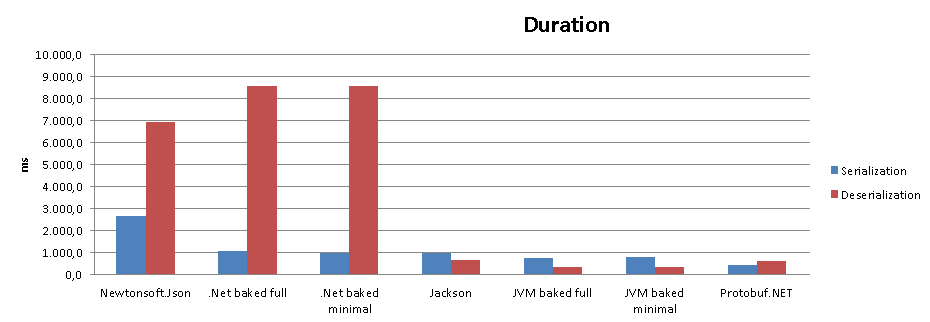 Duration
10.000,0
9.000,0
8.000,0
7.000,0
6.000,0
5.000,0
4.000,0
3.000,0
2.000,0
1.000,0
0,0
ms
Newtonsoft.Json
.Net baked full
.Net baked
minimal
Jackson
JVM baked full
JVM baked
minimal
Protobuf.NET
Serialization
Deserialization